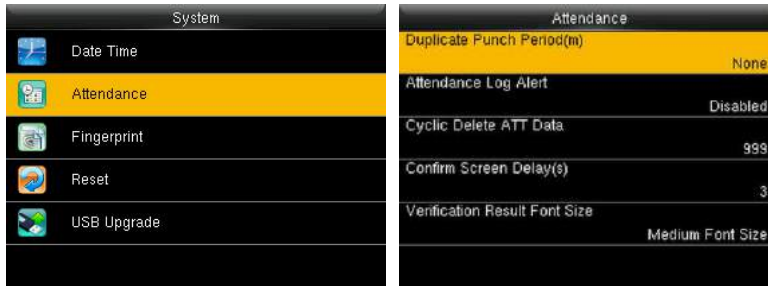 System
Date Time
Attendance
Fingerprint
Reset
USB Upgrade
Attendance
Duplicate Punch Period(m)
None
Attendance Log Alert
Disabled
Cyclic Delete ATT Data
999
Confirm Screen Delay(s)
3
Verification Result Font Size
Medium Font Size